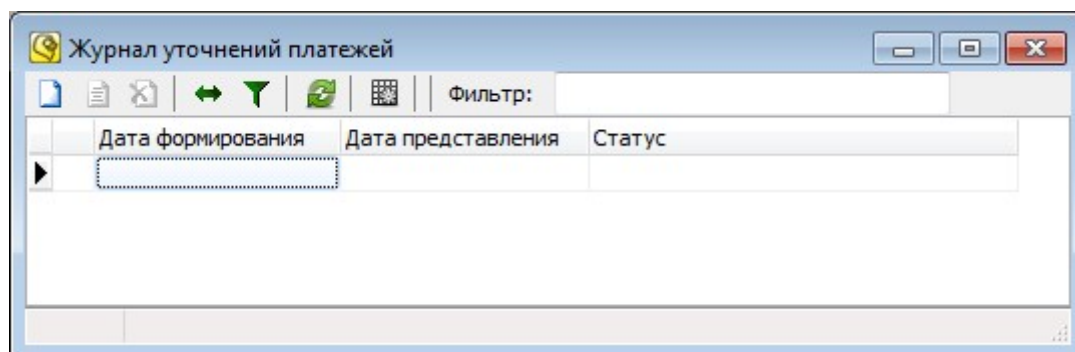 Журнал уточнений платежей
Фильтр:
Дата формирования Дата представления Статус